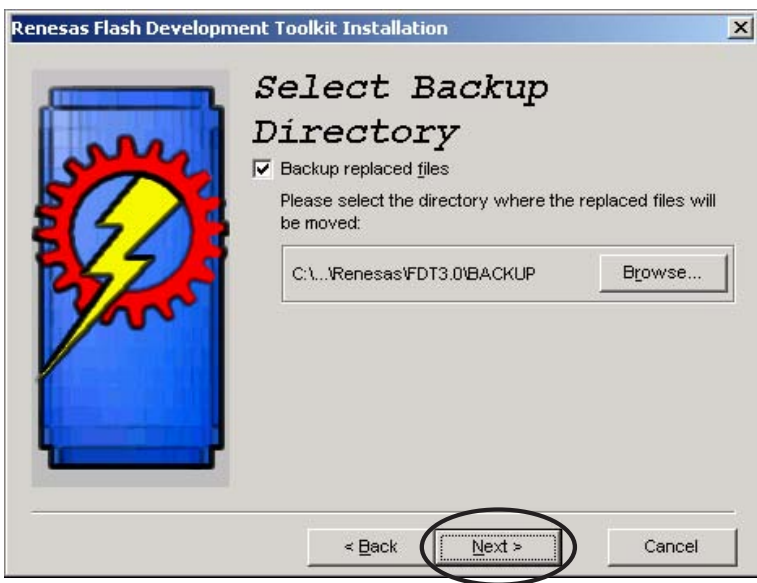 Renesas Flash Development Toolkit Installation
Select Backup
Directory
Backup replaced files
Please select the directory where the replaced files will
be moved:
C:\...\Renesas\FDT3.0\BACKUP
Browse...
< Back
Next >
Cancel